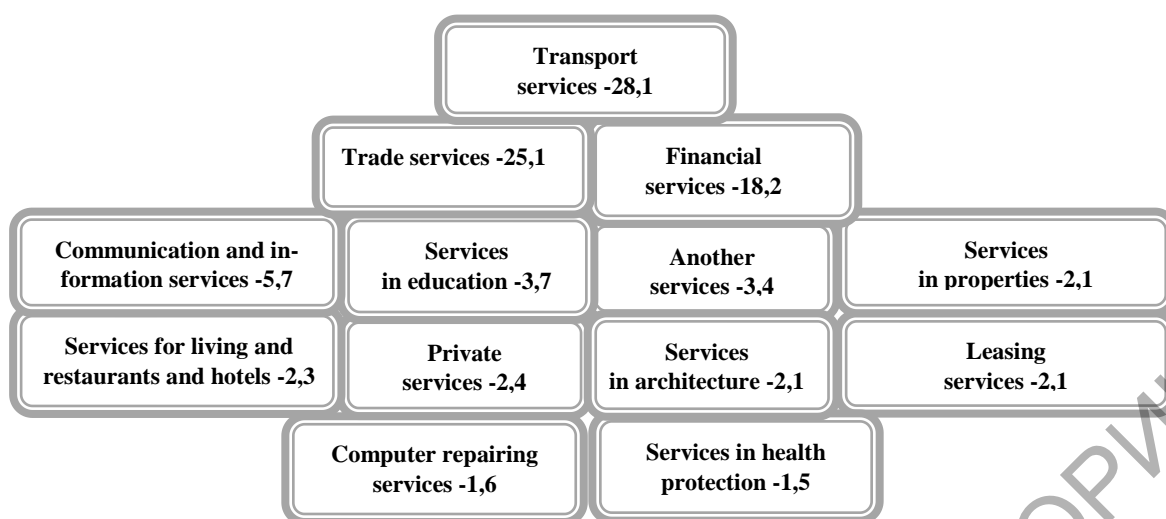 Transport
services -28,1
Trade services -25,1
Financial
services -18,2
Communication and in-
formation services -5,7
Services
in education -3,7
Another
services -3,4
Services
in properties -2,1
Services for living and
restaurants and hotels -2,3
Private
services -2,4
Services
in architecture -2,1
Leasing
services -2,1
Computer repairing
services -1,6
Services in health
protection -1,5